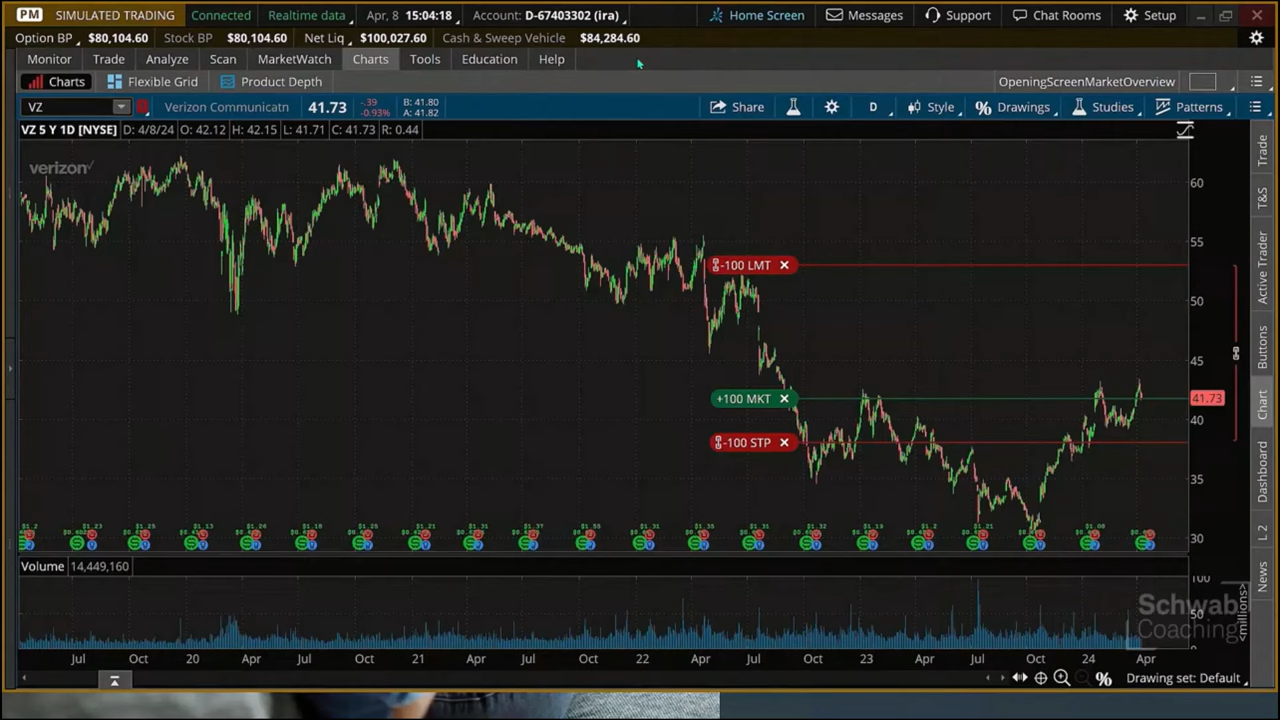 PM SIMULATED TRADING Connected Realtime data Apr, 8 15:04:18 Account: D-67403302 (ira) Home Screen Messages Support Chat Rooms Setup
Option BP $80,104.60 Stock BP $80,104.60 Net Liq $100,027.60 Cash & Sweep Vehicle $84,284.60
Monitor Trade Analyze Scan MarketWatch Charts Tools Education Help
Charts Flexible Grid Product Depth OpeningScreenMarketOverview
VZ Verizon Communicatn 41.73 -.39 -0.93% B: 41.80 A: 41.82 Share D Style % Drawings Studies Patterns
VZ 5 Y 1D [NYSE] D: 4/8/24 O: 42.12 H: 42.15 L: 41.71 C: 41.73 R: 0.44
verizon
60
55
-100 LMT
50
45
+100 MKT 41.73
40
-100 STP
35
30
Trade
T&S
Active Trader
Buttons
Chart
Dashboard
L 2
News
Volume 14,449,160
100
50
<millions>
Schwab
Coaching
Jul Oct 20 Apr Jul Oct 21 Apr Jul Oct 22 Apr Jul Oct 23 Apr Jul Oct 24 Apr
% Drawing set: Default